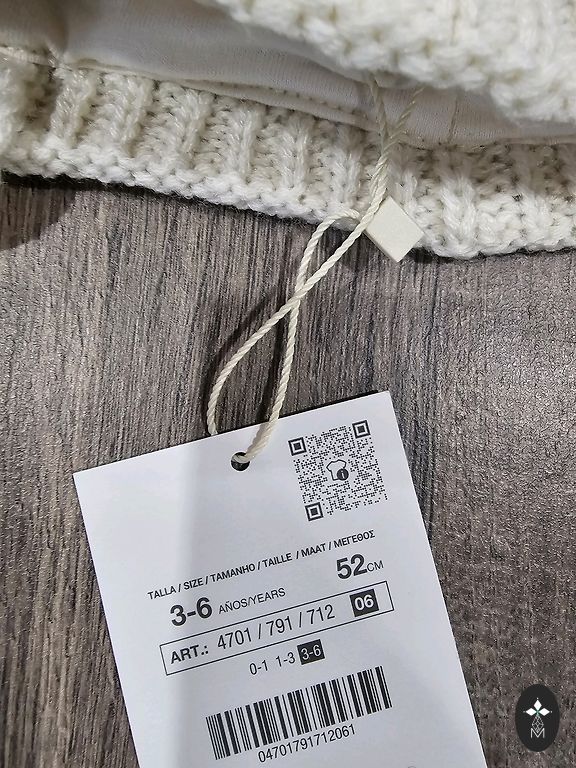 TALLA / SIZE / TAMANHO / TAILLE / MAAT / ΜΕΓΕΘΟΣ
3-6 AÑOS/YEARS 52CM
ART.: 4701 / 791 / 712 06
0-1 1-3 3-6
04701791712061
M